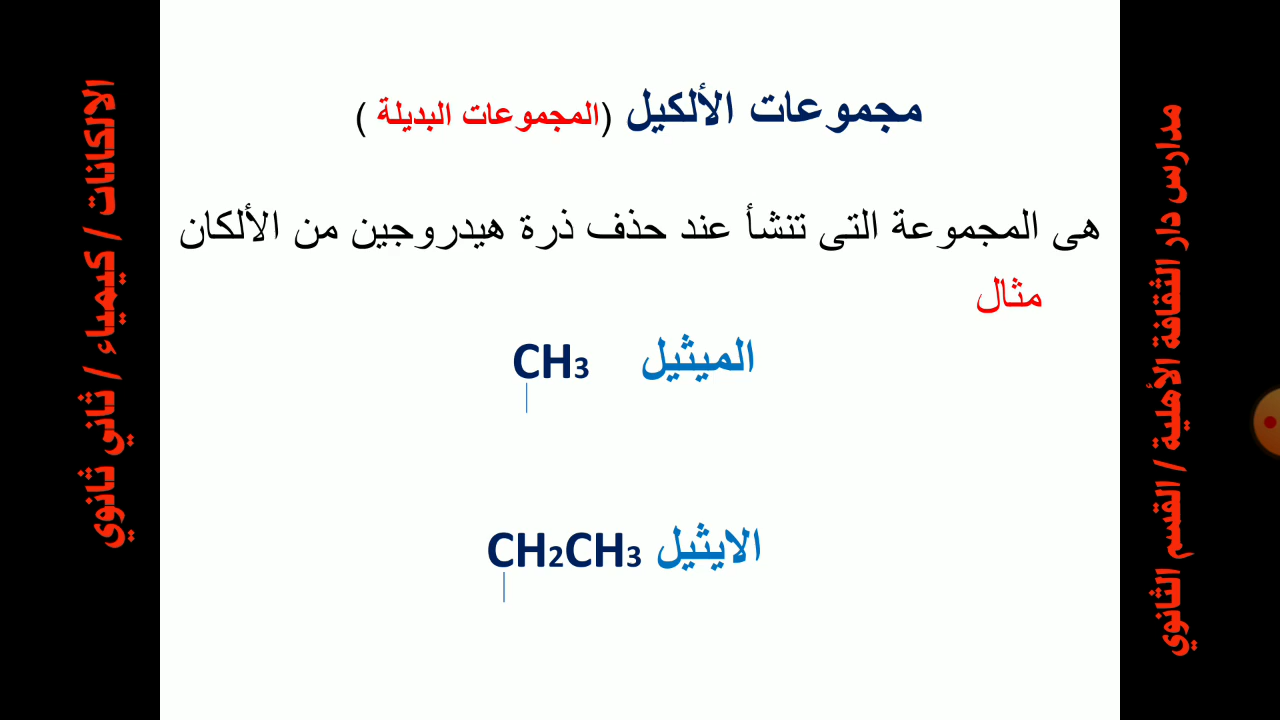 مجموعات الألكيل (المجموعات البديلة )
هى المجموعة التى تنشأ عند حذف ذرة هيدروجين من الألكان
مثال
الميثيل CH3
الايثيل CH2CH3
مدارس دار الثقافة الأهلية / القسم الثانوي
الالكانات / كيمياء / ثاني ثانوي